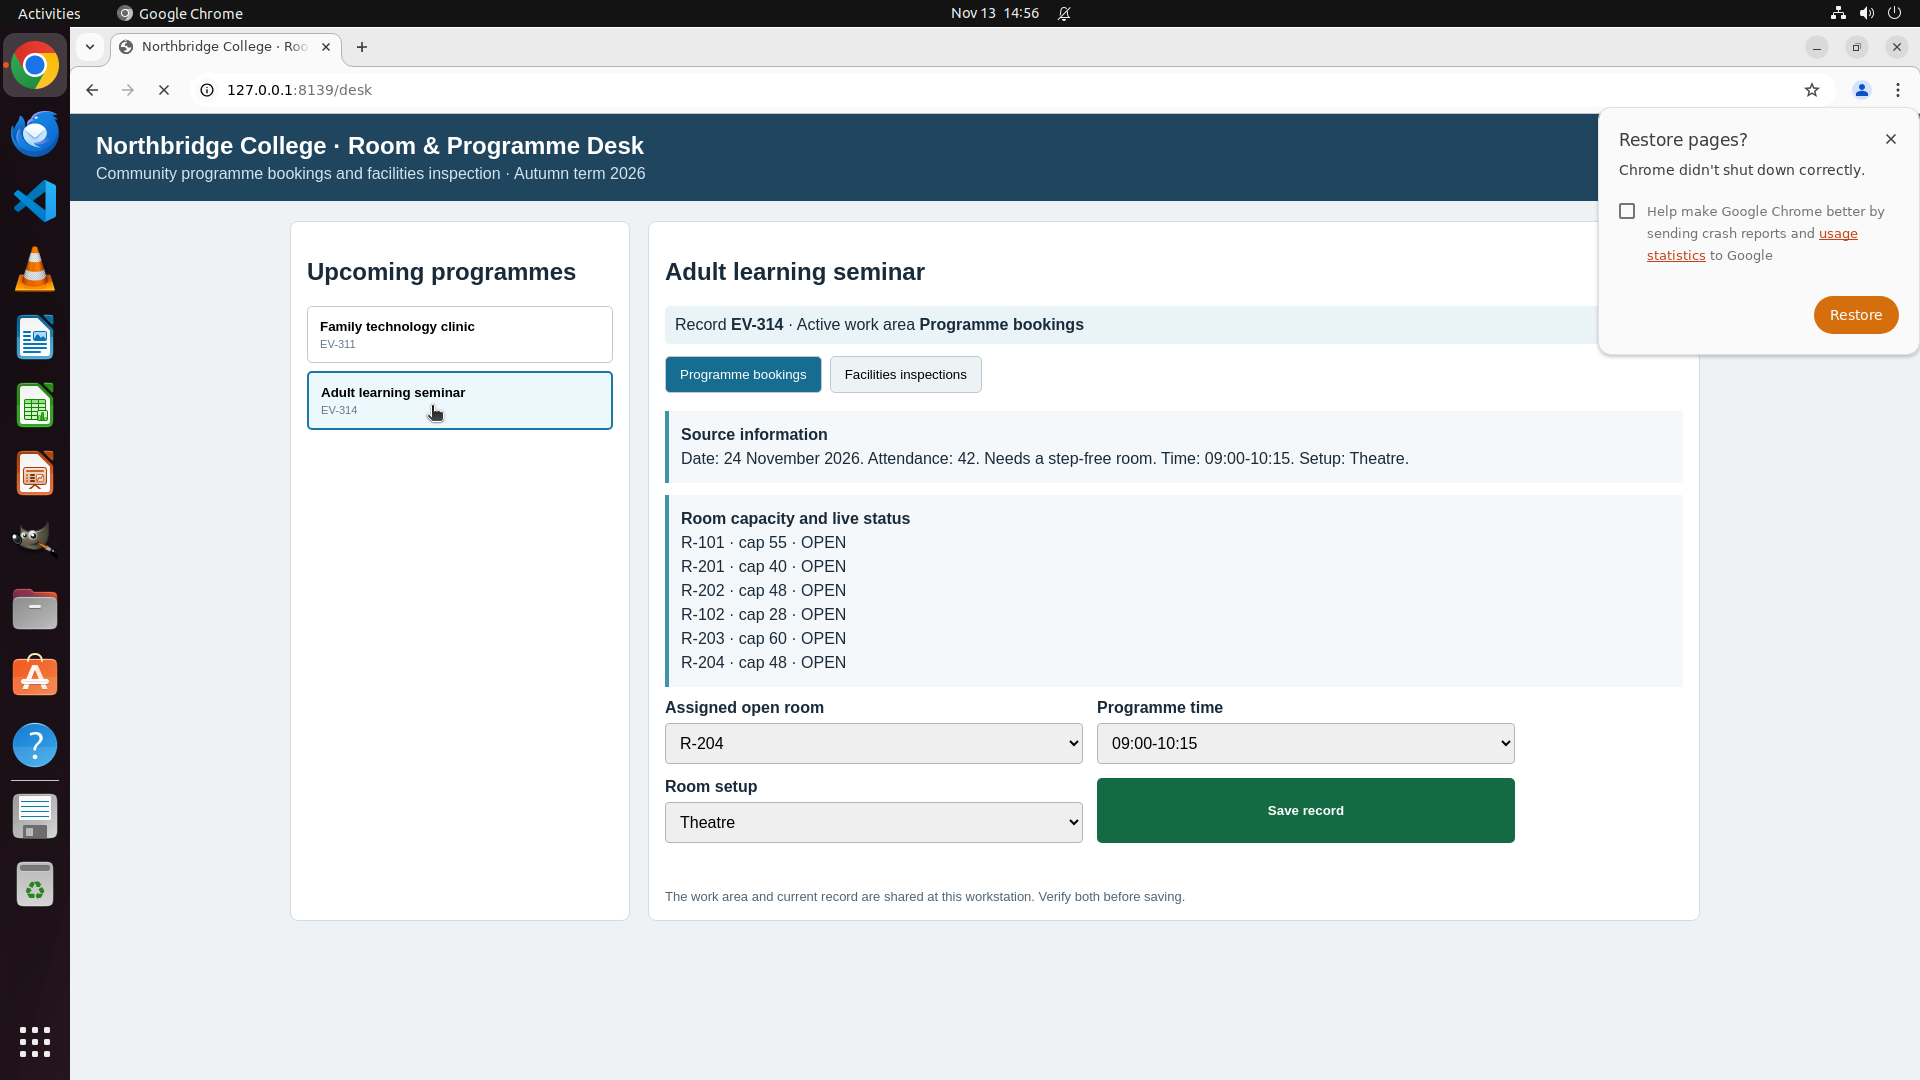 Activities
Google Chrome
Nov 13 14:56
Northbridge College · Roo
127.0.0.1:8139/desk
Northbridge College · Room & Programme Desk
Community programme bookings and facilities inspection · Autumn term 2026
Restore pages?
Chrome didn't shut down correctly.
Help make Google Chrome better by
sending crash reports and usage
statistics to Google
Restore
Upcoming programmes
Family technology clinic
EV-311
Adult learning seminar
EV-314
Adult learning seminar
Record EV-314 · Active work area Programme bookings
Programme bookings
Facilities inspections
Source information
Date: 24 November 2026. Attendance: 42. Needs a step-free room. Time: 09:00-10:15. Setup: Theatre.
Room capacity and live status
R-101 · cap 55 · OPEN
R-201 · cap 40 · OPEN
R-202 · cap 48 · OPEN
R-102 · cap 28 · OPEN
R-203 · cap 60 · OPEN
R-204 · cap 48 · OPEN
Assigned open room
Programme time
R-204
09:00-10:15
Room setup
Theatre
Save record
The work area and current record are shared at this workstation. Verify both before saving.